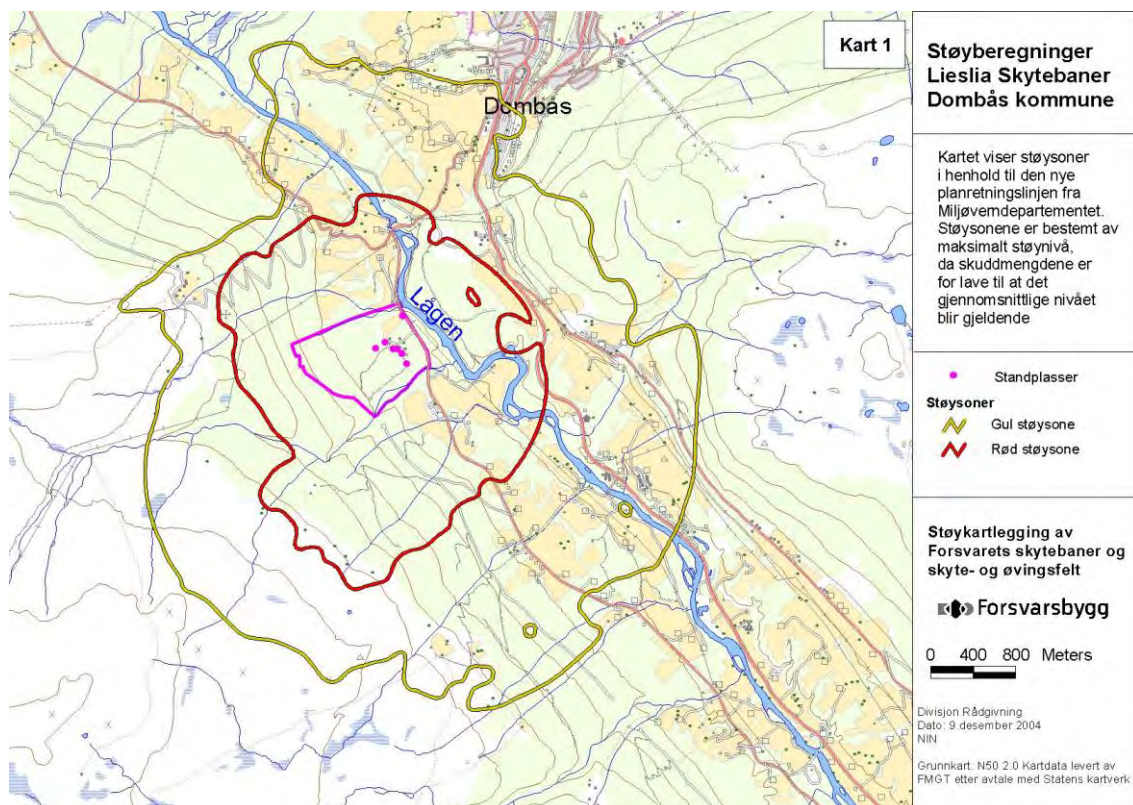 Kart 1
Dombås
Lågen
Støyberegninger
Lieslia Skytebaner
Dombås kommune
Kartet viser støysoner
i henhold til den nye
planretningslinjen fra
Miljøverndepartementet.
Støysonene er bestemt av
maksimalt støynivå,
da skuddmengdene er
for lave til at det
gjennomsnittlige nivået
blir gjeldende
Standplasser
Støysoner
Gul støysone
Rød støysone
Støykartlegging av
Forsvarets skytebaner og
skyte- og øvingsfelt
Forsvarsbygg
0 400 800 Meters
Divisjon Rådgivning
Dato: 9.desember 2004
NIN
Grunnkart: N50 2.0 Kartdata levert av
FMGT etter avtale med Statens kartverk